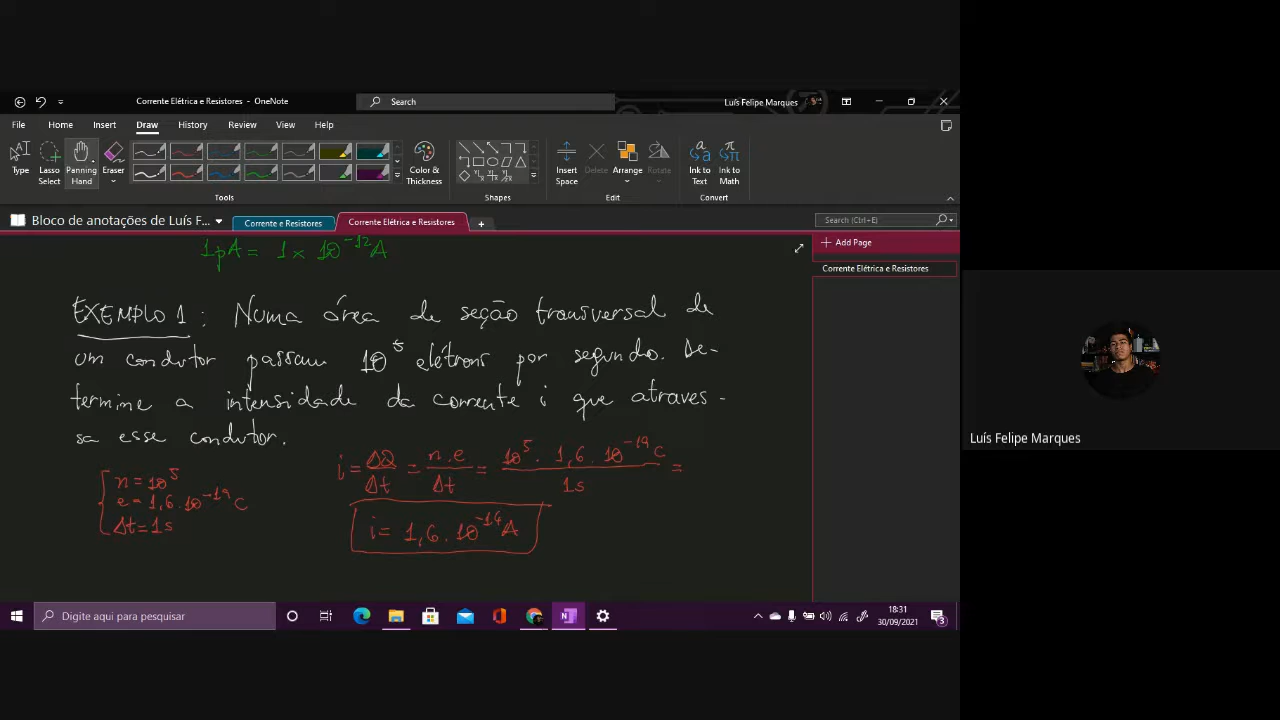 Corrente Elétrica e Resistores - OneNote
Search
Luís Felipe Marques
File Home Insert Draw History Review View Help
Type
Lasso Select
Panning Hand
Eraser
Color & Thickness
Insert Space
Delete
Arrange
Rotate
Ink to Text
Ink to Math
Tools Shapes Edit Convert
Bloco de anotações de Luís F...
Corrente e Resistores
Corrente Elétrica e Resistores
+
Search (Ctrl+E)
+ Add Page
Corrente Elétrica e Resistores
1pA = 1 × 10⁻¹² A
EXEMPLO 1: Numa área de seção transversal de
um condutor passam 10⁵ elétrons por segundo. De-
termine a intensidade da corrente i que atraves-
sa esse condutor.
n = 10⁵
e = 1,6 . 10⁻¹⁹ C
Δt = 1s
i = ΔQ/Δt = n.e/Δt = 10⁵ . 1,6 . 10⁻¹⁹ C/1s =
i = 1,6 . 10⁻¹⁴ A
Luís Felipe Marques
Digite aqui para pesquisar
18:31
30/09/2021
3